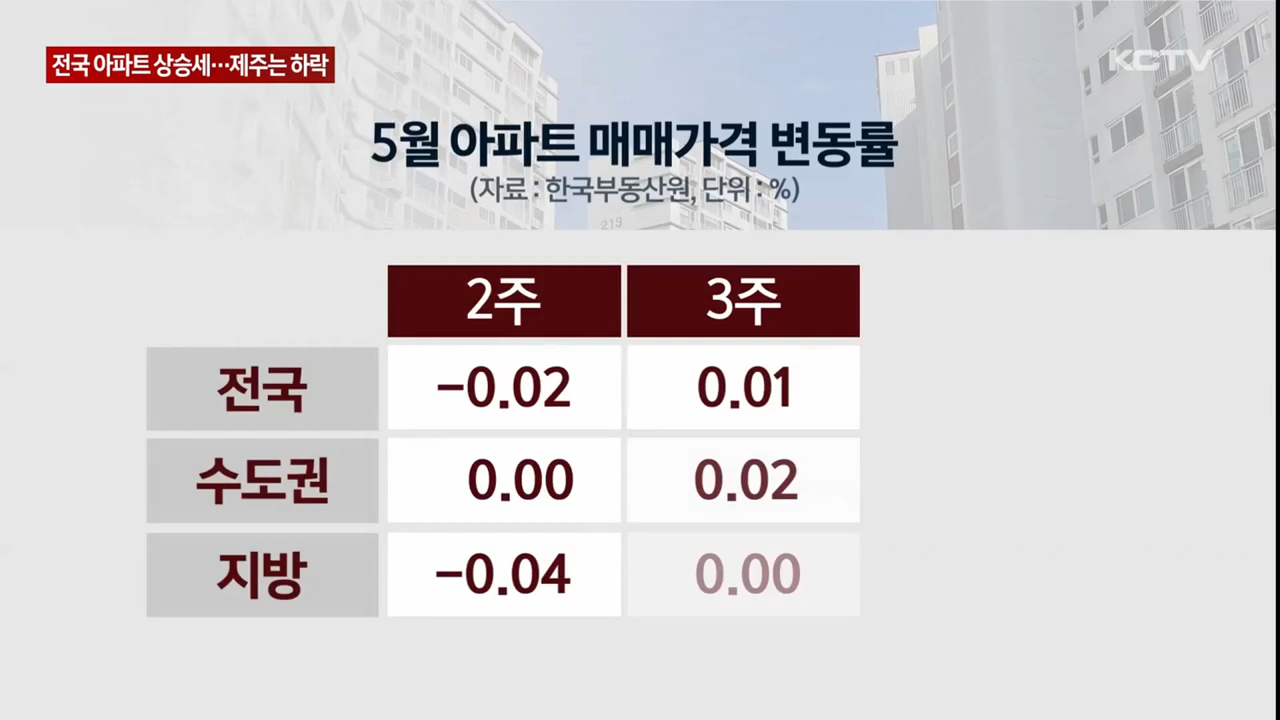 전국 아파트 상승세…제주는 하락
KCTV
5월 아파트 매매가격 변동률
(자료 : 한국부동산원, 단위 : %)
219
2주 3주
전국 -0.02 0.01
수도권 0.00 0.02
지방 -0.04 0.00